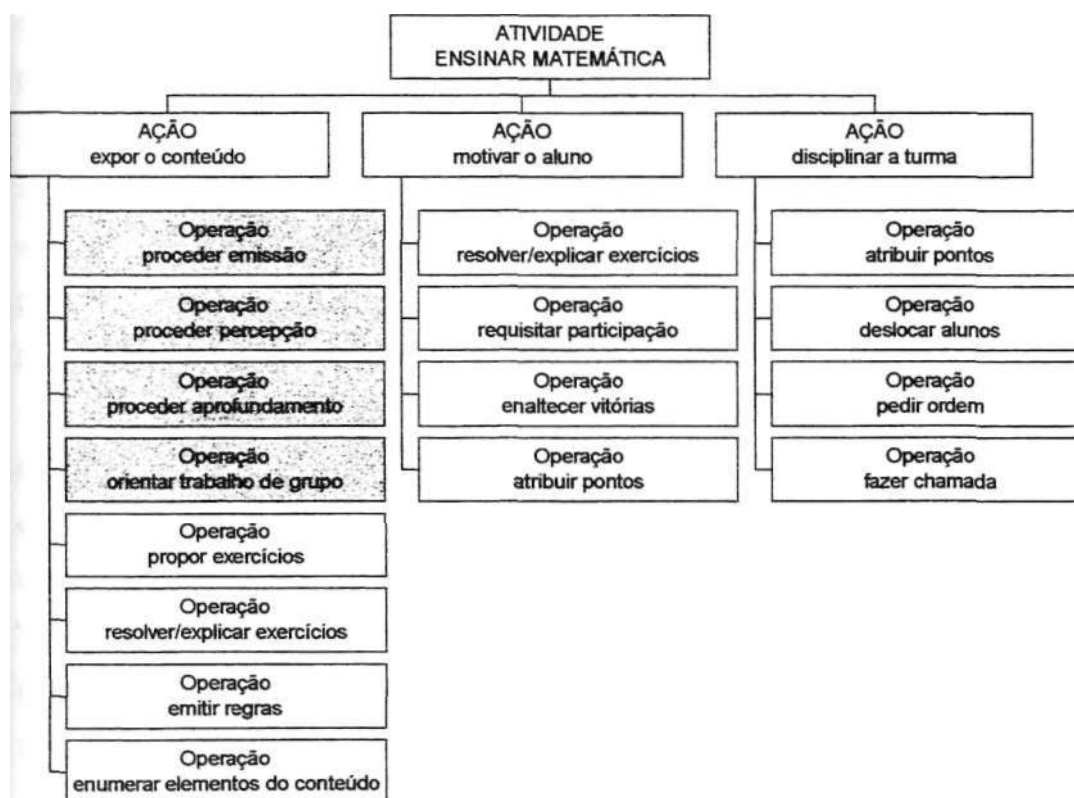 ATIVIDADE
ENSINAR MATEMÁTICA
AÇÃO
expor o conteúdo
Operação
proceder emissão
Operação
proceder percepção
Operação
proceder aprofundamento
Operação
orientar trabalho de grupo
Operação
propor exercícios
Operação
resolver/explicar exercícios
Operação
emitir regras
Operação
enumerar elementos do conteúdo
AÇÃO
motivar o aluno
Operação
resolver/explicar exercícios
Operação
requisitar participação
Operação
enaltecer vitórias
Operação
atribuir pontos
AÇÃO
disciplinar a turma
Operação
atribuir pontos
Operação
deslocar alunos
Operação
pedir ordem
Operação
fazer chamada